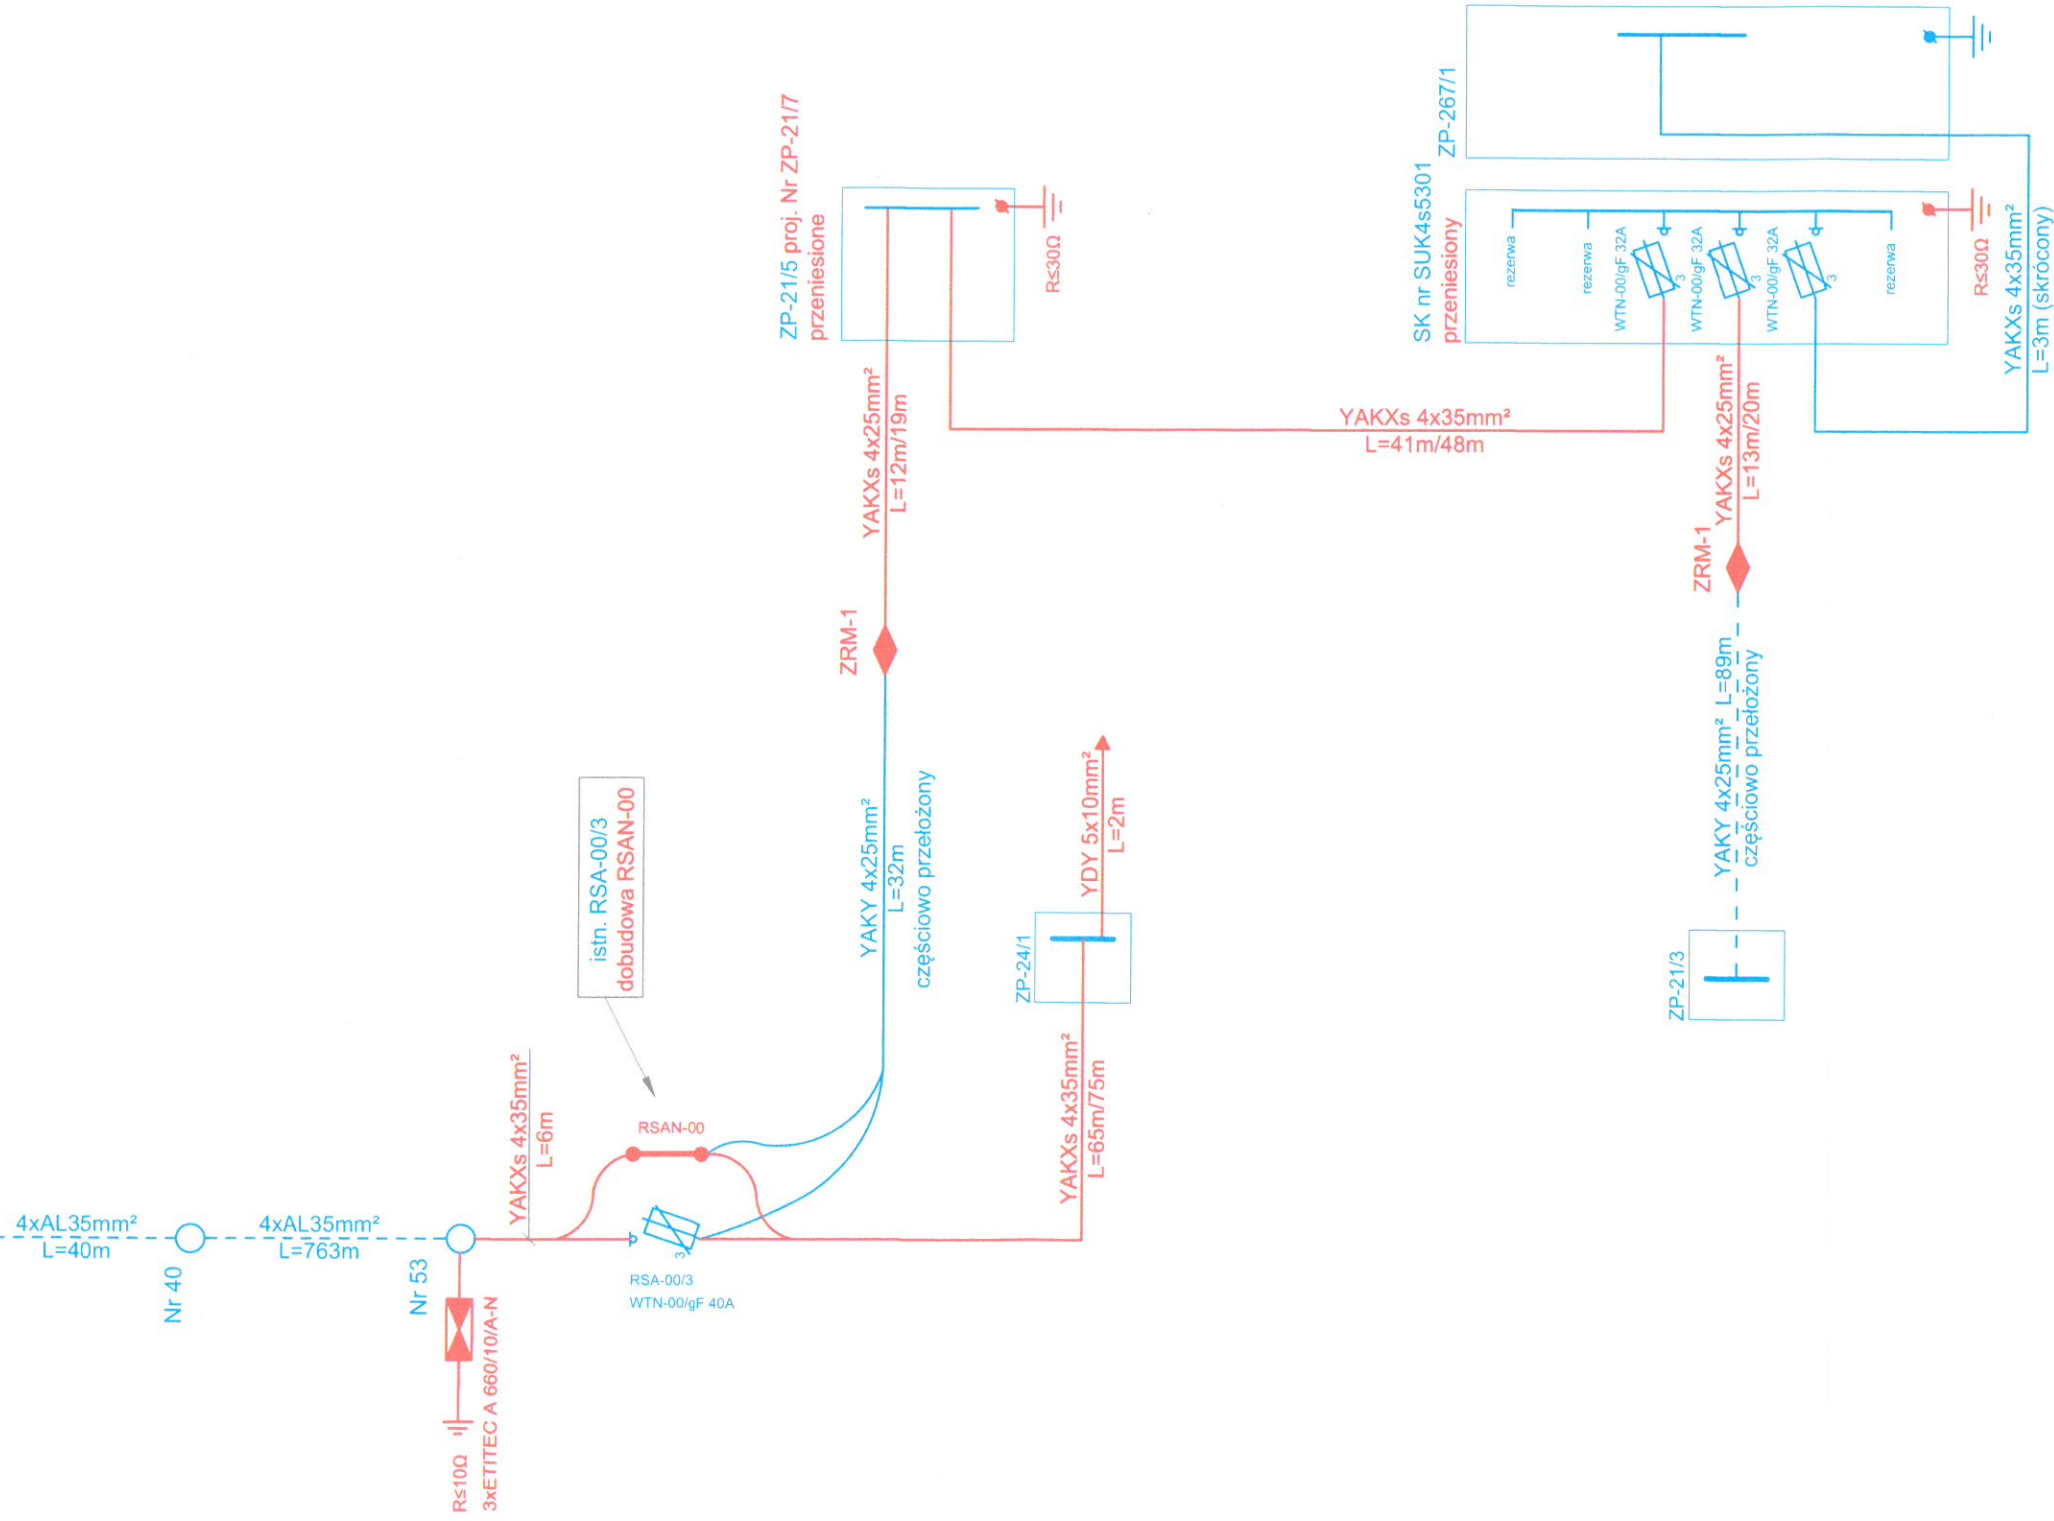 4xAL35mm²
L=40m
Nr 40
4xAL35mm²
L=763m
Nr 53
R≤10Ω
3xETITEC A 660/10/A-N
YAKXs 4x35mm²
L=6m
istn. RSA-00/3
dobudowa RSAN-00
RSAN-00
3
RSA-00/3
WTN-00/gF 40A
YAKY 4x25mm²
L=32m
częściowo przełożony
ZRM-1
YAKXs 4x25mm²
L=12m/19m
ZP-21/5 proj. Nr ZP-21/7
przeniesione
R≤30Ω
YAKXs 4x35mm²
L=65m/75m
ZP-24/1
YDY 5x10mm²
L=2m
YAKXs 4x35mm²
L=41m/48m
SK nr SUK4s5301
przeniesiony
rezerwa
rezerwa
WTN-00/gF 32A
3
WTN-00/gF 32A
3
WTN-00/gF 32A
3
rezerwa
R≤30Ω
ZP-267/1
YAKXs 4x35mm²
L=3m (skrócony)
YAKXs 4x25mm²
L=13m/20m
ZRM-1
YAKY 4x25mm² L=89m
częściowo przełożony
ZP-21/3